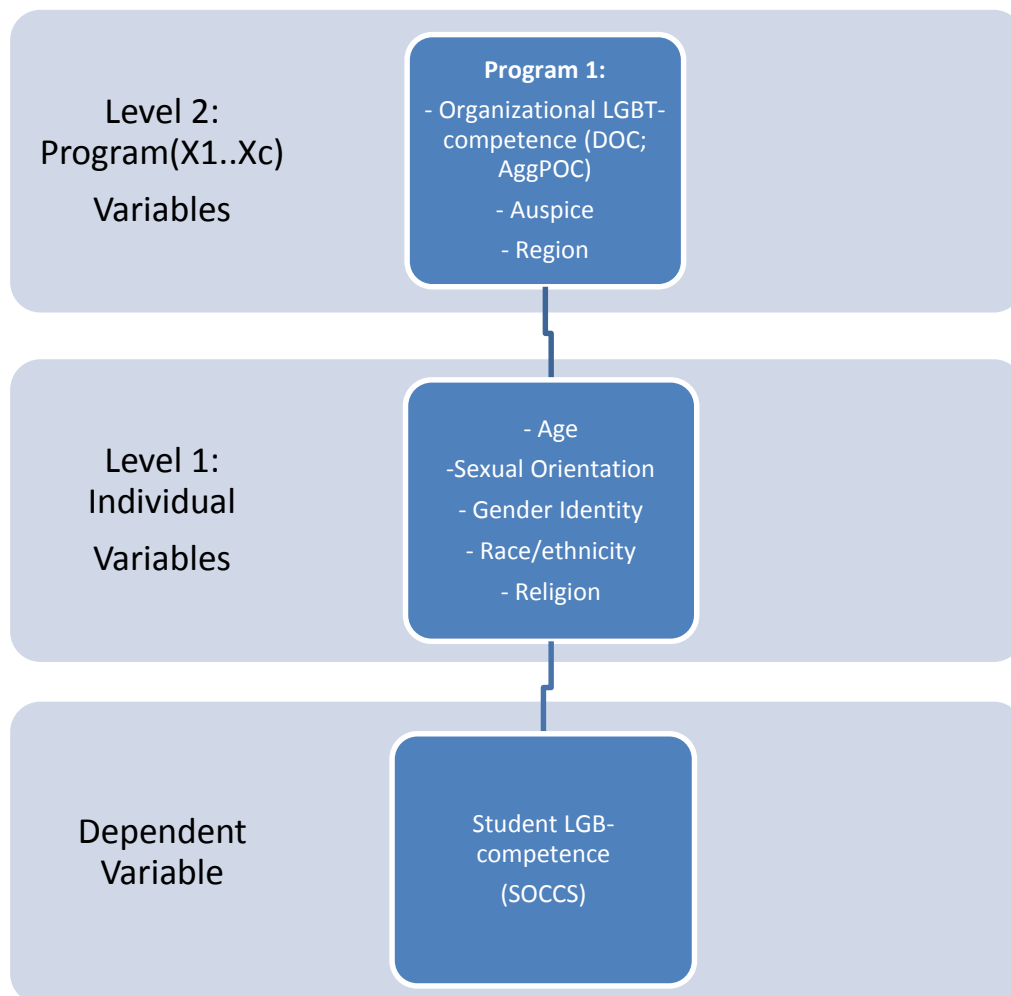 Level 2:
Program(X1..Xc)
Variables
Program 1:
- Organizational LGBT-
competence (DOC;
AggPOC)
- Auspice
- Region
Level 1:
Individual
Variables
- Age
-Sexual Orientation
- Gender Identity
- Race/ethnicity
- Religion
Dependent
Variable
Student LGB-
competence
(SOCCS)